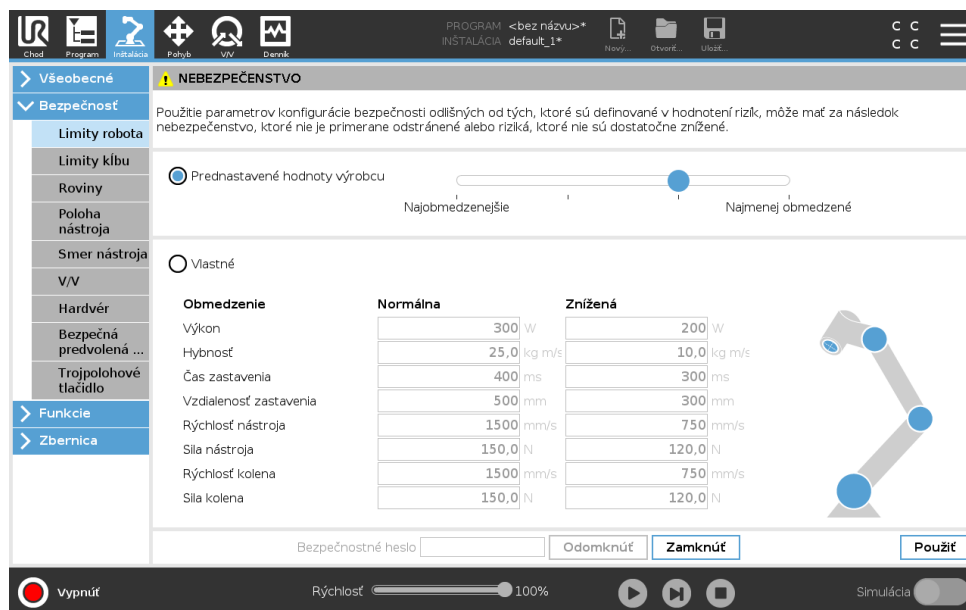 PROGRAM <bez názvu>*
INŠTALÁCIA default_1*
Chod
Program
Inštalácia
Pohyb
V/V
Denník
Nový...
Otvoriť...
Uložiť...
C C
C C
Všeobecné
Bezpečnosť
Limity robota
Limity kĺbu
Roviny
Poloha
nástroja
Smer nástroja
V/V
Hardvér
Bezpečná
predvolená ...
Trojpolohové
tlačidlo
Funkcie
Zbernica
NEBEZPEČENSTVO
Použitie parametrov konfigurácie bezpečnosti odlišných od tých, ktoré sú definované v hodnotení rizík, môže mať za následok
nebezpečenstvo, ktoré nie je primerane odstránené alebo riziká, ktoré nie sú dostatočne znížené.
Prednastavené hodnoty výrobcu
Najobmedzenejšie Najmenej obmedzené
Vlastné
Obmedzenie Normálna Znížená
Výkon 300 W 200 W
Hybnosť 25,0 kg m/s 10,0 kg m/s
Čas zastavenia 400 ms 300 ms
Vzdialenosť zastavenia 500 mm 300 mm
Rýchlosť nástroja 1500 mm/s 750 mm/s
Sila nástroja 150,0 N 120,0 N
Rýchlosť kolena 1500 mm/s 750 mm/s
Sila kolena 150,0 N 120,0 N
Bezpečnostné heslo Odomknúť Zamknúť Použiť
Vypnúť Rýchlosť 100% Simulácia